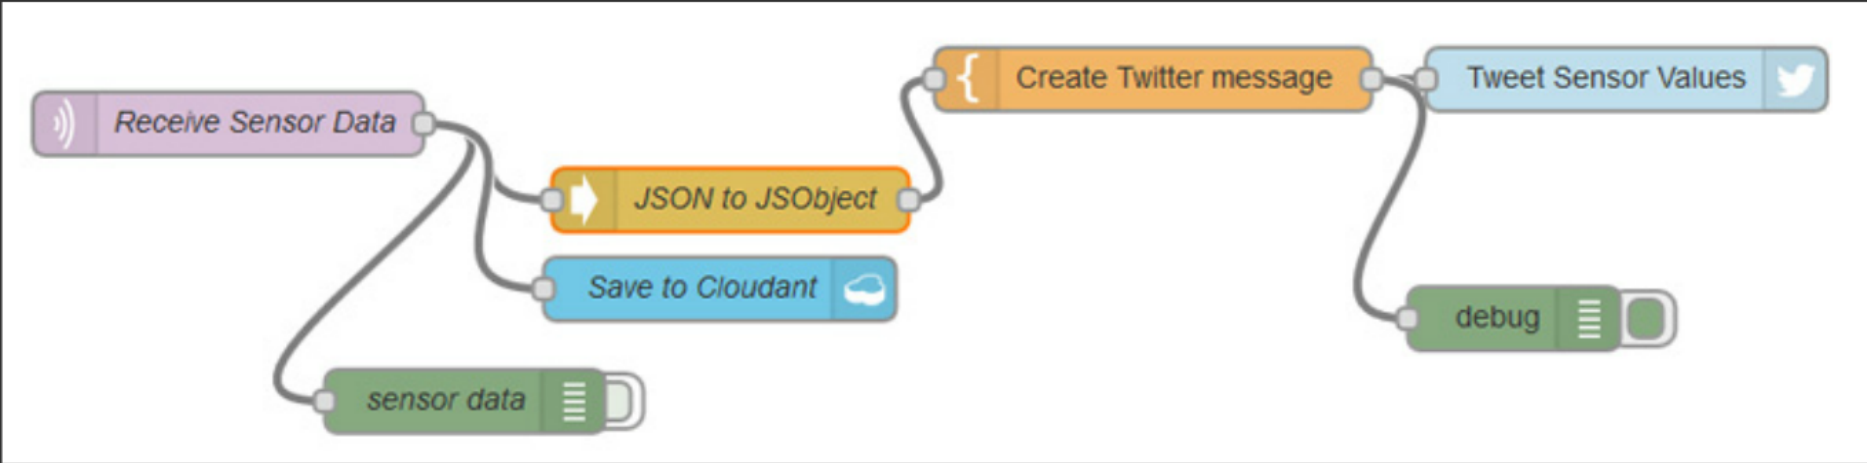 Receive Sensor Data
Create Twitter message
Tweet Sensor Values
JSON to JSObject
Save to Cloudant
debug
sensor data